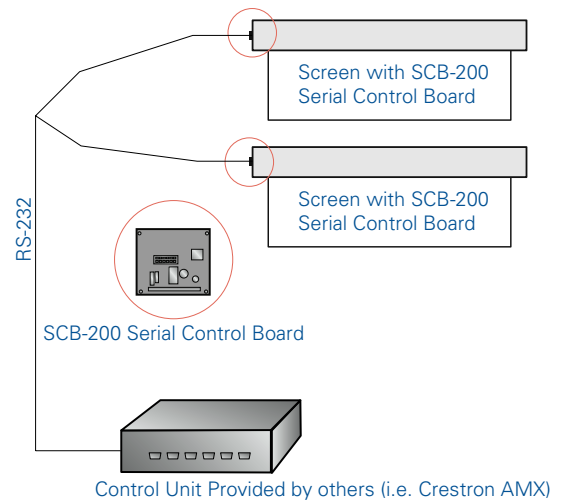 Screen with SCB-200
Serial Control Board
Screen with SCB-200
Serial Control Board
RS-232
SCB-200 Serial Control Board
Control Unit Provided by others (i.e. Crestron AMX)